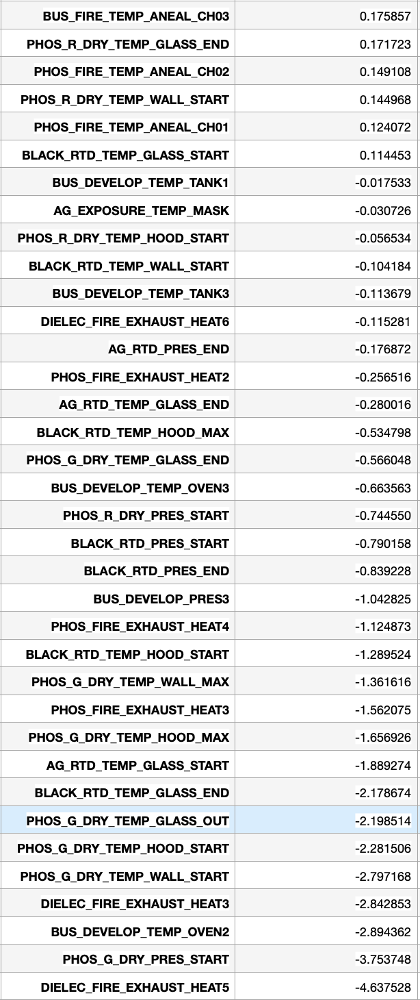 BUS_FIRE_TEMP_ANEAL_CH03 0.175857
PHOS_R_DRY_TEMP_GLASS_END 0.171723
PHOS_FIRE_TEMP_ANEAL_CH02 0.149108
PHOS_R_DRY_TEMP_WALL_START 0.144968
PHOS_FIRE_TEMP_ANEAL_CH01 0.124072
BLACK_RTD_TEMP_GLASS_START 0.114453
BUS_DEVELOP_TEMP_TANK1 -0.017533
AG_EXPOSURE_TEMP_MASK -0.030726
PHOS_R_DRY_TEMP_HOOD_START -0.056534
BLACK_RTD_TEMP_WALL_START -0.104184
BUS_DEVELOP_TEMP_TANK3 -0.113679
DIELEC_FIRE_EXHAUST_HEAT6 -0.115281
AG_RTD_PRES_END -0.176872
PHOS_FIRE_EXHAUST_HEAT2 -0.256516
AG_RTD_TEMP_GLASS_END -0.280016
BLACK_RTD_TEMP_HOOD_MAX -0.534798
PHOS_G_DRY_TEMP_GLASS_END -0.566048
BUS_DEVELOP_TEMP_OVEN3 -0.663563
PHOS_R_DRY_PRES_START -0.744550
BLACK_RTD_PRES_START -0.790158
BLACK_RTD_PRES_END -0.839228
BUS_DEVELOP_PRES3 -1.042825
PHOS_FIRE_EXHAUST_HEAT4 -1.124873
BLACK_RTD_TEMP_HOOD_START -1.289524
PHOS_G_DRY_TEMP_WALL_MAX -1.361616
PHOS_FIRE_EXHAUST_HEAT3 -1.562075
PHOS_G_DRY_TEMP_HOOD_MAX -1.656926
AG_RTD_TEMP_GLASS_START -1.889274
BLACK_RTD_TEMP_GLASS_END -2.178674
PHOS_G_DRY_TEMP_GLASS_OUT -2.198514
PHOS_G_DRY_TEMP_HOOD_START -2.281506
PHOS_G_DRY_TEMP_WALL_START -2.797168
DIELEC_FIRE_EXHAUST_HEAT3 -2.842853
BUS_DEVELOP_TEMP_OVEN2 -2.894362
PHOS_G_DRY_PRES_START -3.753748
DIELEC_FIRE_EXHAUST_HEAT5 -4.637528